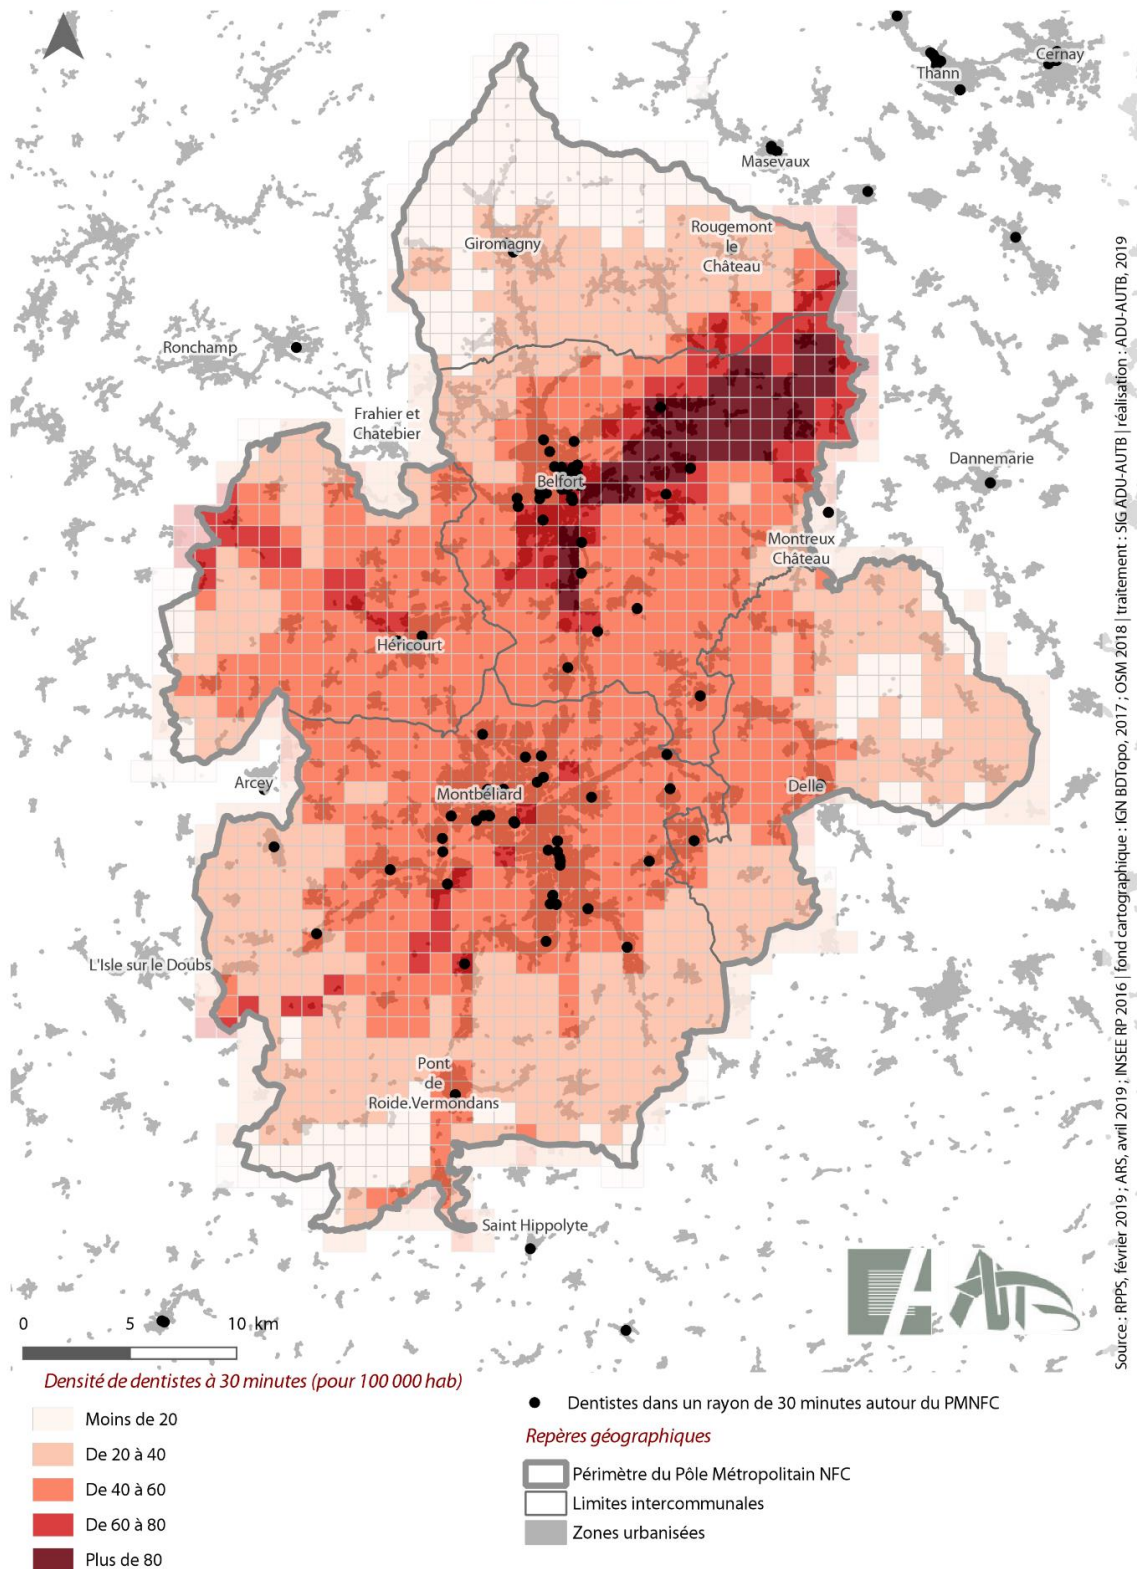 Cernay
Thann
Masevaux
Giromagny
Rougemont
le
Château
Ronchamp
Frahier et
Chatebier
Belfort
Dannemarie
Montreux
Château
Héricourt
Arcey
Montbéliard
Delle
L'Isle sur le Doubs
Pont
de
Roide.Vermondans
Saint Hippolyte
Source : RPPS, février 2019 ; ARS, avril 2019 ; INSEE RP 2016 | fond cartographique : IGN BDTopo, 2017 ; OSM 2018 | traitement : SIG ADU-AUTB | réalisation : ADU-AUTB, 2019
0 5 10 km
Densité de dentistes à 30 minutes (pour 100 000 hab)
Moins de 20
De 20 à 40
De 40 à 60
De 60 à 80
Plus de 80
Dentistes dans un rayon de 30 minutes autour du PMNFC
Repères géographiques
Périmètre du Pôle Métropolitain NFC
Limites intercommunales
Zones urbanisées